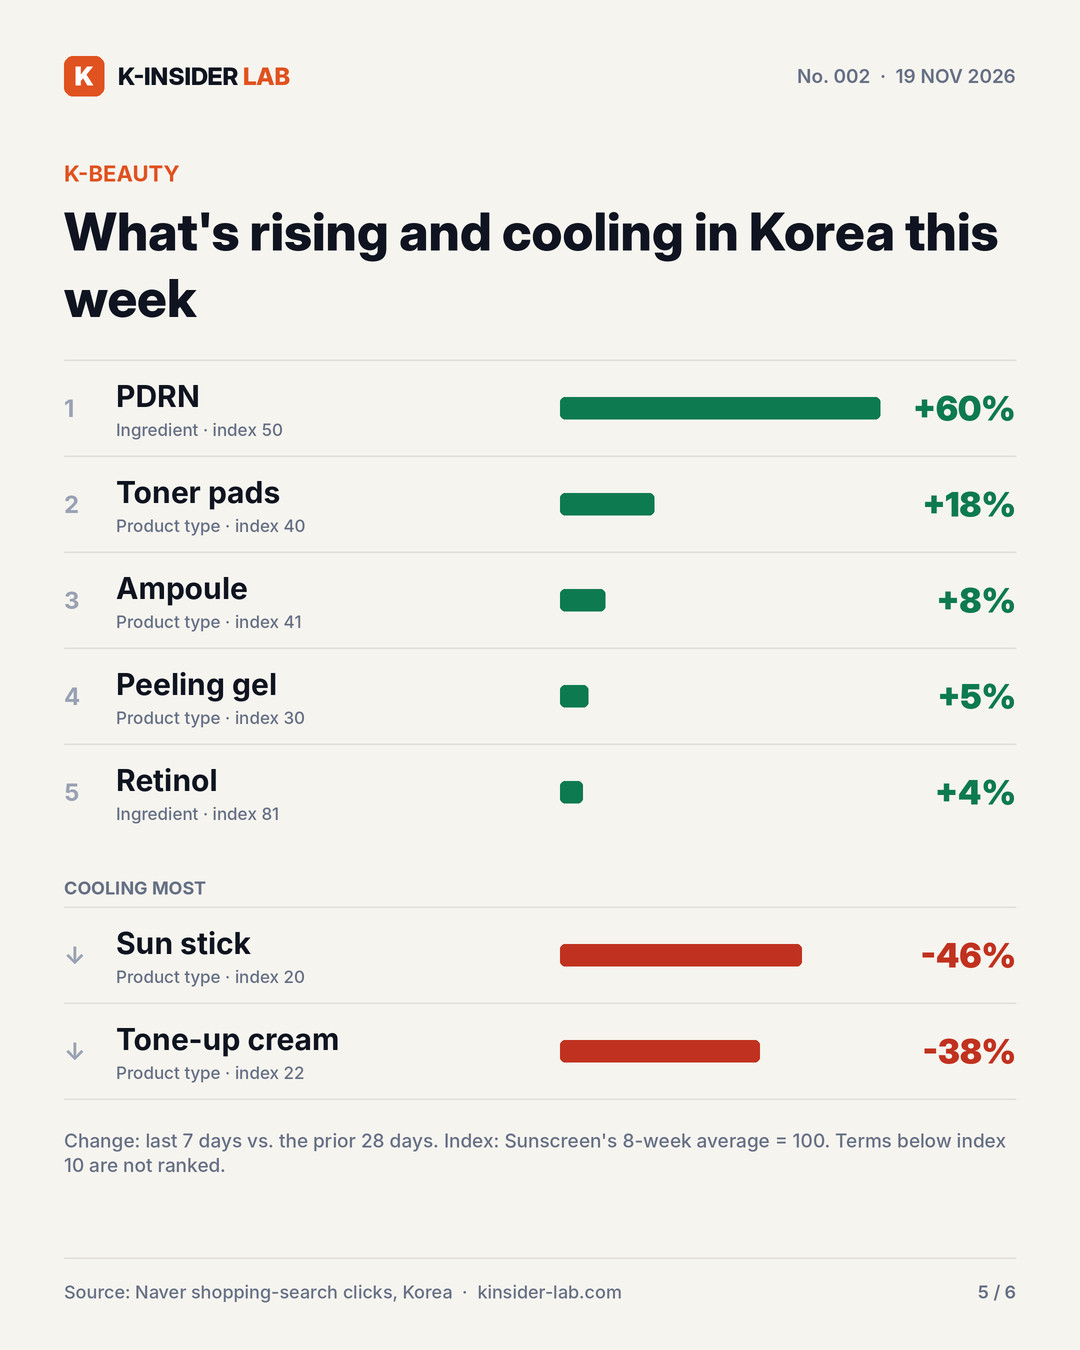 K K-INSIDER LAB
No. 002 · 19 NOV 2026
K-BEAUTY
What's rising and cooling in Korea this
week
1 PDRN +60%
Ingredient · index 50
2 Toner pads +18%
Product type · index 40
3 Ampoule +8%
Product type · index 41
4 Peeling gel +5%
Product type · index 30
5 Retinol +4%
Ingredient · index 81
COOLING MOST
↓ Sun stick -46%
Product type · index 20
↓ Tone-up cream -38%
Product type · index 22
Change: last 7 days vs. the prior 28 days. Index: Sunscreen's 8-week average = 100. Terms below index
10 are not ranked.
Source: Naver shopping-search clicks, Korea · kinsider-lab.com
5 / 6